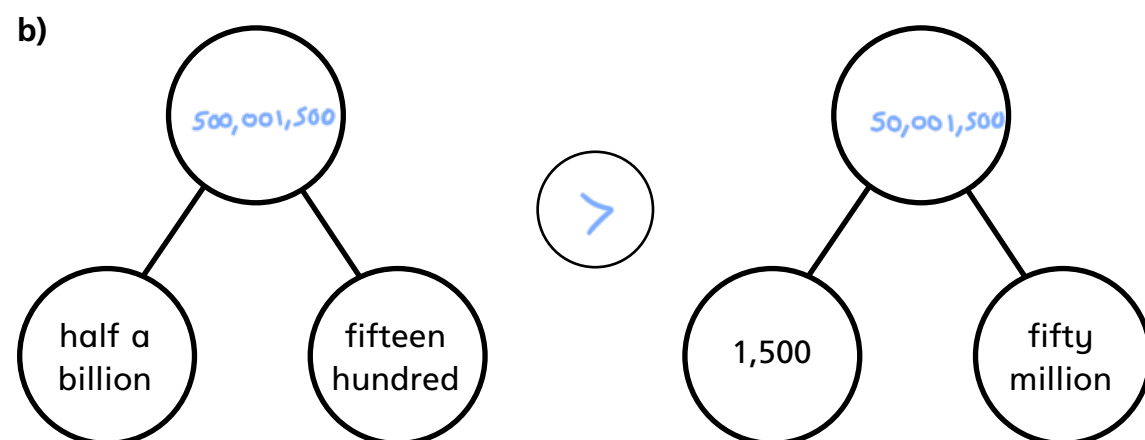 b)
500,001,500
50,001,500
>
half a
billion
fifteen
hundred
1,500
fifty
million